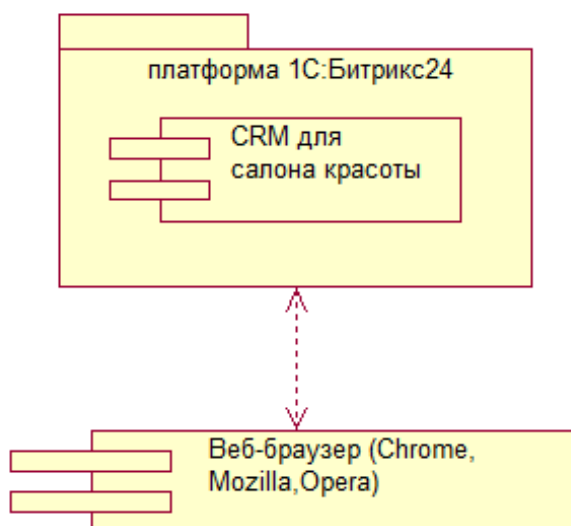 платформа 1С:Битрикс24
CRM для
салона красоты
Веб-браузер (Chrome,
Mozilla,Opera)